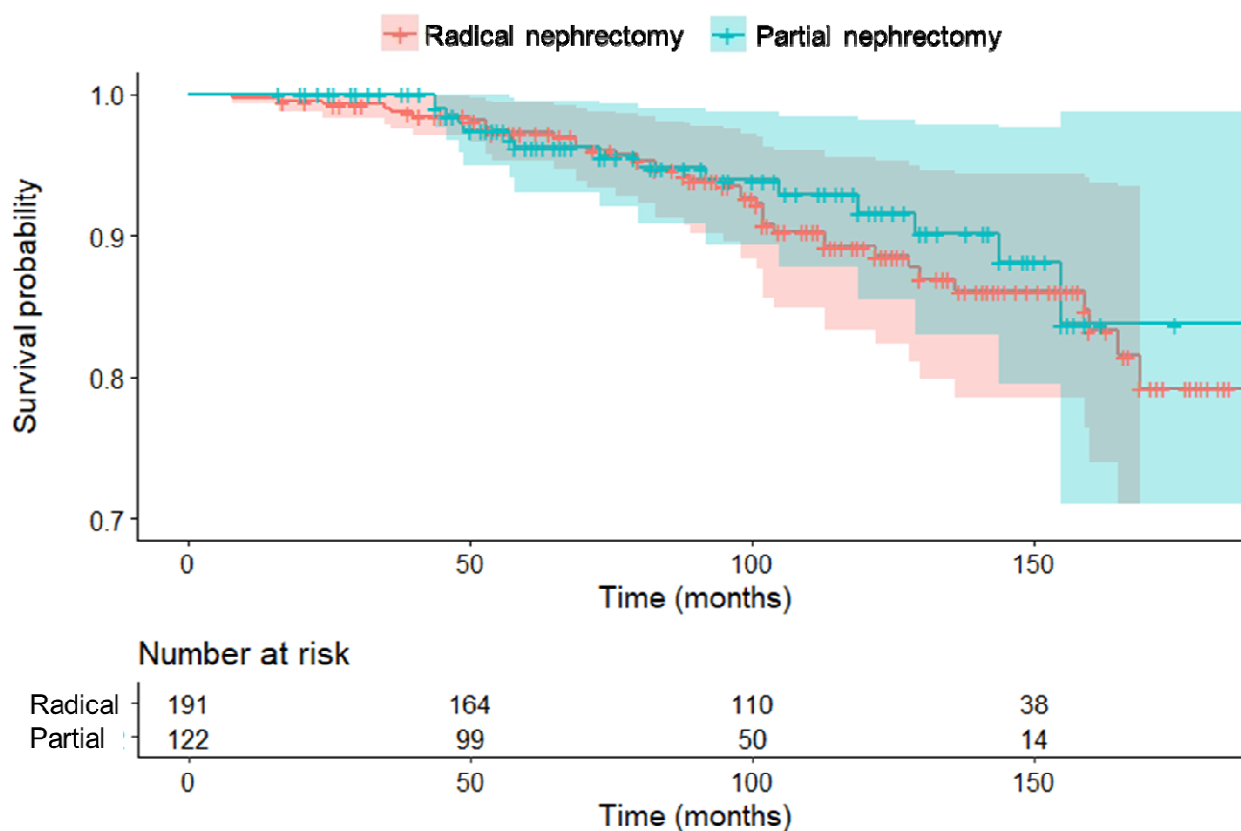 Radical nephrectomy Partial nephrectomy
Survival probability
1.0
0.9
0.8
0.7
0 50 100 150
Time (months)
Number at risk
Radical 191 164 110 38
Partial 122 99 50 14
0 50 100 150
Time (months)